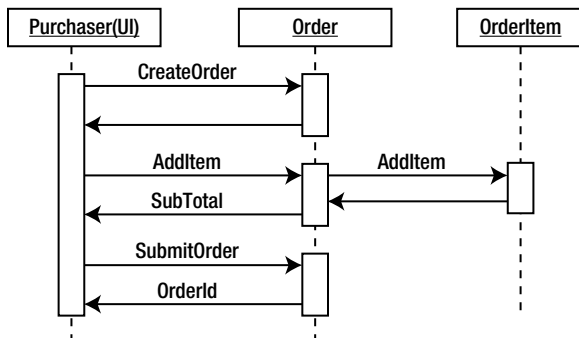 Purchaser(UI)
Order
OrderItem
CreateOrder
AddItem
AddItem
SubTotal
SubmitOrder
OrderId